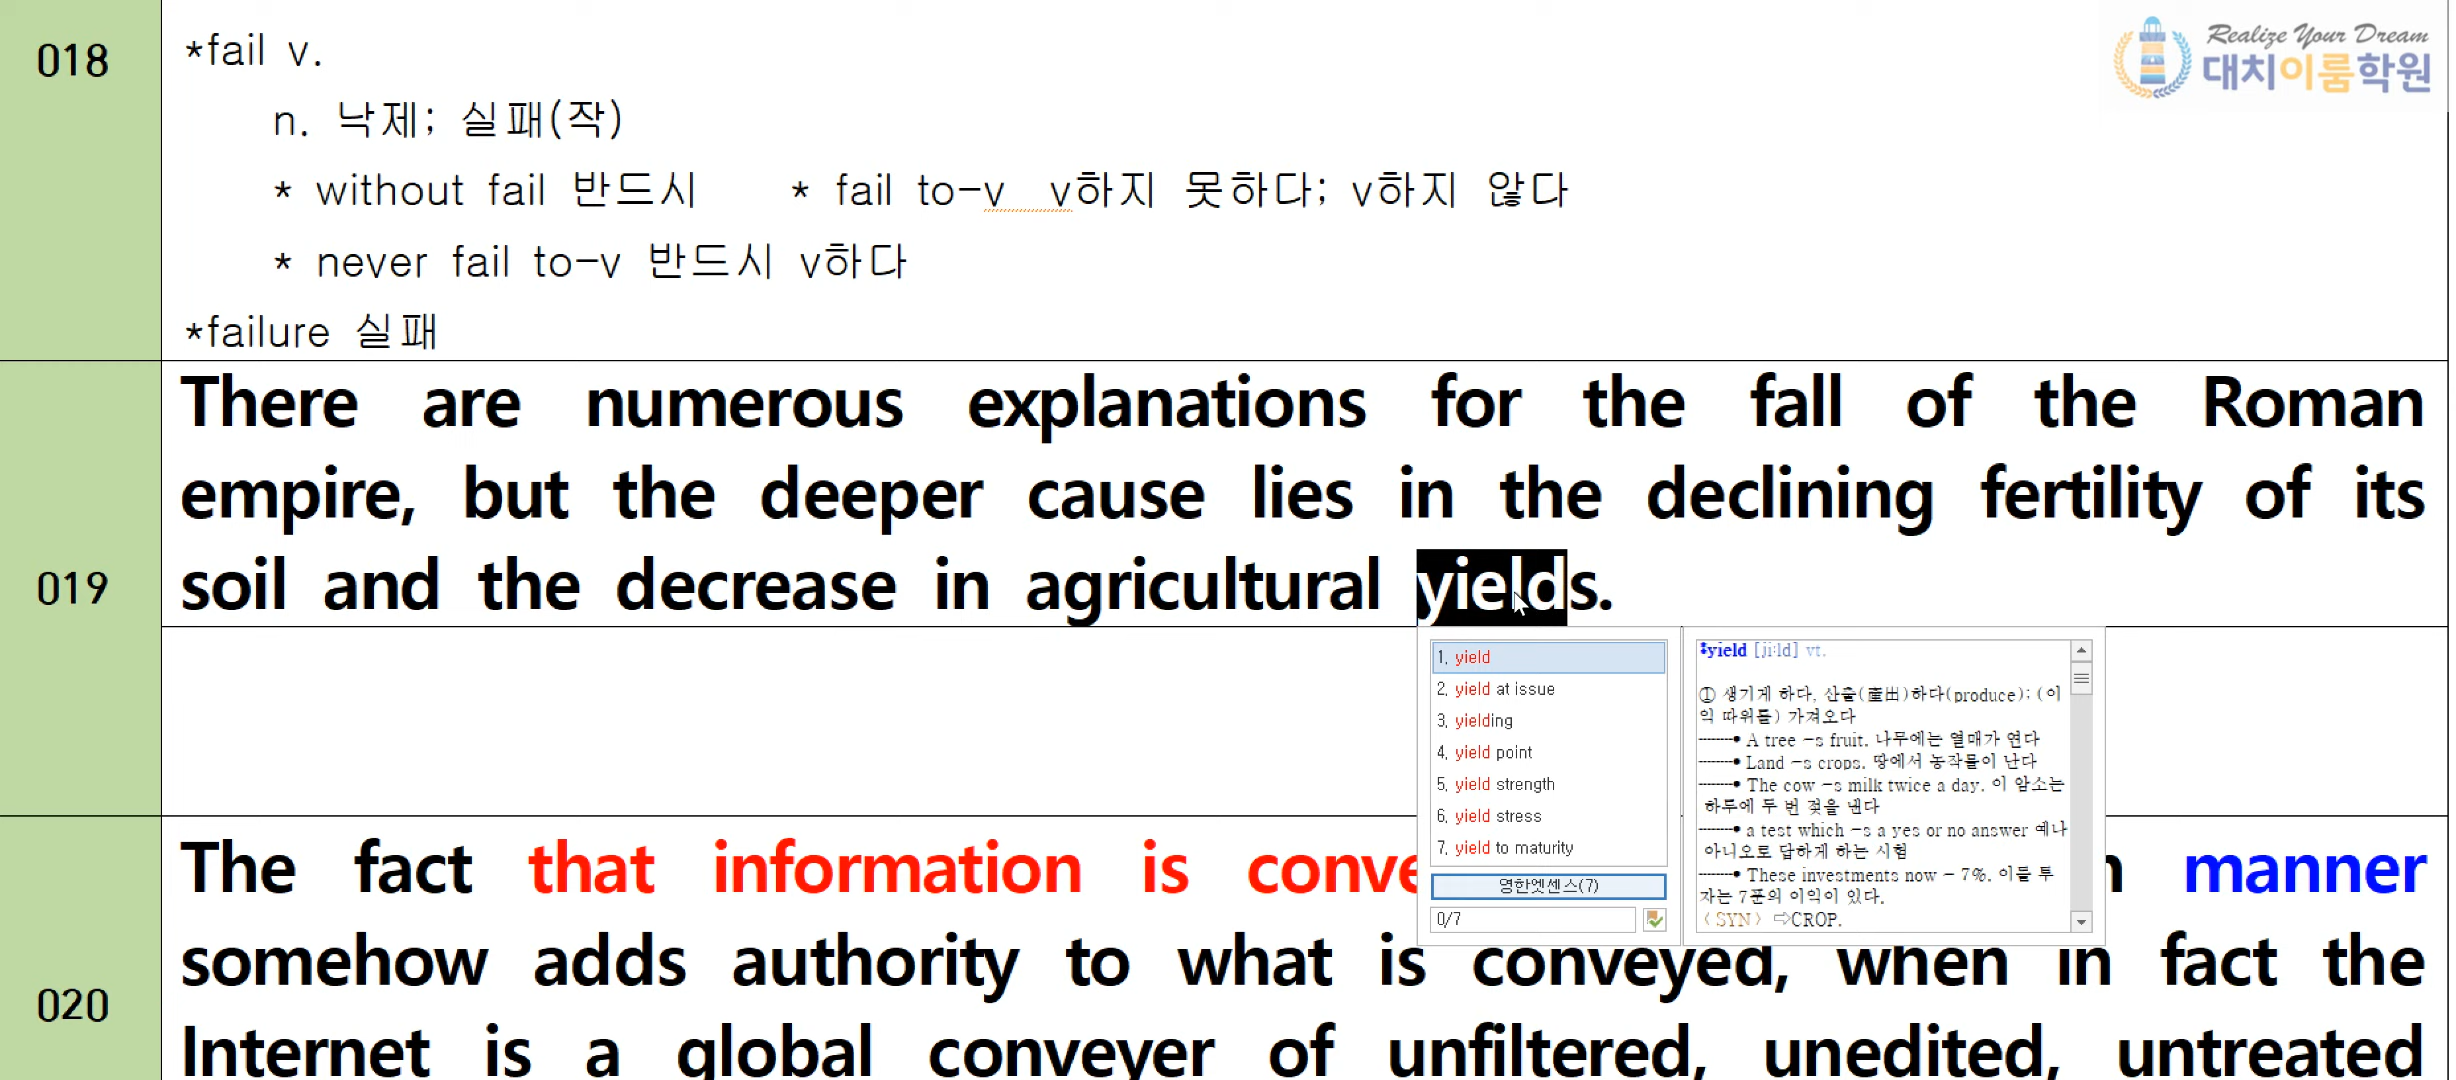 018
*fail v.
n. 낙제; 실패(작)
* without fail 반드시 * fail to-v v하지 못하다; v하지 않다
* never fail to-v 반드시 v하다
*failure 실패
Realize Your Dream
대치이룸학원
019
There are numerous explanations for the fall of the Roman
empire, but the deeper cause lies in the declining fertility of its
soil and the decrease in agricultural yields.
1. yield
2. yield at issue
3. yielding
4. yield point
5. yield strength
6. yield stress
7. yield to maturity
영한엣센스(7)
0/7
‡yield [ji:ld] vt.
① 생기게 하다, 산출(産出)하다(produce); (이
익 따위를) 가져오다
--------• A tree –s fruit. 나무에는 열매가 연다
--------• Land –s crops. 땅에서 농작물이 난다
--------• The cow –s milk twice a day. 이 암소는
하루에 두 번 젖을 낸다
--------• a test which –s a yes or no answer 예나
아니오로 답하게 하는 시험
--------• These investments now – 7%. 이들 투
자는 7푼의 이익이 있다.
〈SYN〉 ⇨CROP.
020
The fact that information is manner
somehow adds authority to what is conveyed, when in fact the
Internet is a global conveyer of unfiltered, unedited, untreated